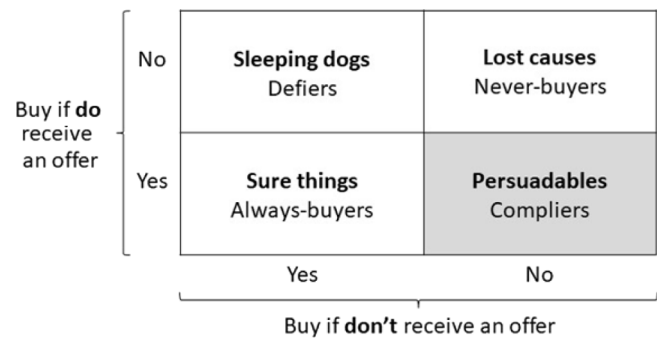 No
Sleeping dogs
Defiers
Lost causes
Never-buyers
Buy if do
receive
an offer
Yes
Sure things
Always-buyers
Persuadables
Compliers
Yes
No
Buy if don't receive an offer